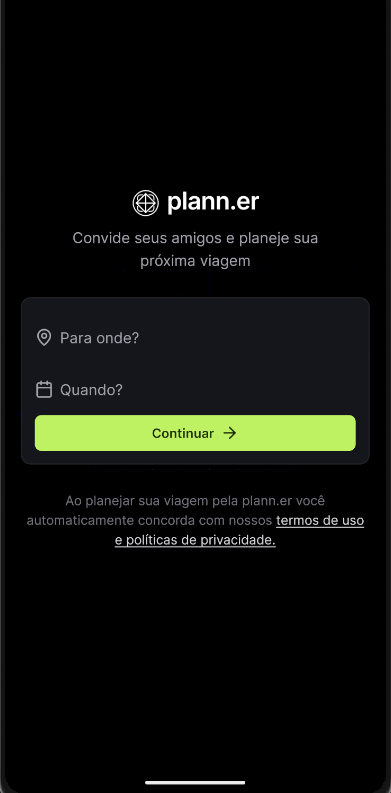 plann.er
Convide seus amigos e planeje sua
próxima viagem
Para onde?
Quando?
Continuar
Ao planejar sua viagem pela plann.er você
automaticamente concorda com nossos termos de uso
e políticas de privacidade.